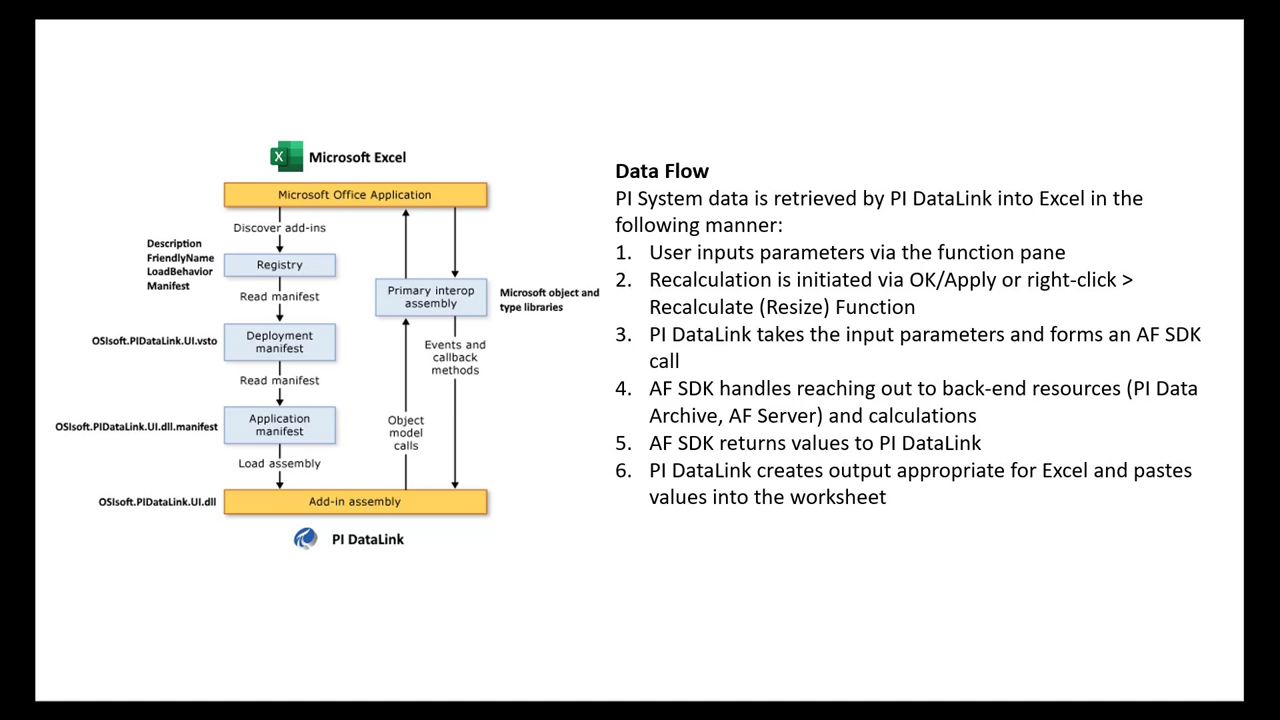 Microsoft Excel
Microsoft Office Application
Discover add-ins
Description
FriendlyName
LoadBehavior
Manifest
Registry
Read manifest
OSIsoft.PIDataLink.UI.vsto
Deployment
manifest
Read manifest
OSIsoft.PIDataLink.UI.dll.manifest
Application
manifest
Load assembly
OSIsoft.PIDataLink.UI.dll
Add-in assembly
Primary interop
assembly
Microsoft object and
type libraries
Events and
callback
methods
Object
model
calls
PI DataLink
Data Flow
PI System data is retrieved by PI DataLink into Excel in the
following manner:
1. User inputs parameters via the function pane
2. Recalculation is initiated via OK/Apply or right-click >
Recalculate (Resize) Function
3. PI DataLink takes the input parameters and forms an AF SDK
call
4. AF SDK handles reaching out to back-end resources (PI Data
Archive, AF Server) and calculations
5. AF SDK returns values to PI DataLink
6. PI DataLink creates output appropriate for Excel and pastes
values into the worksheet